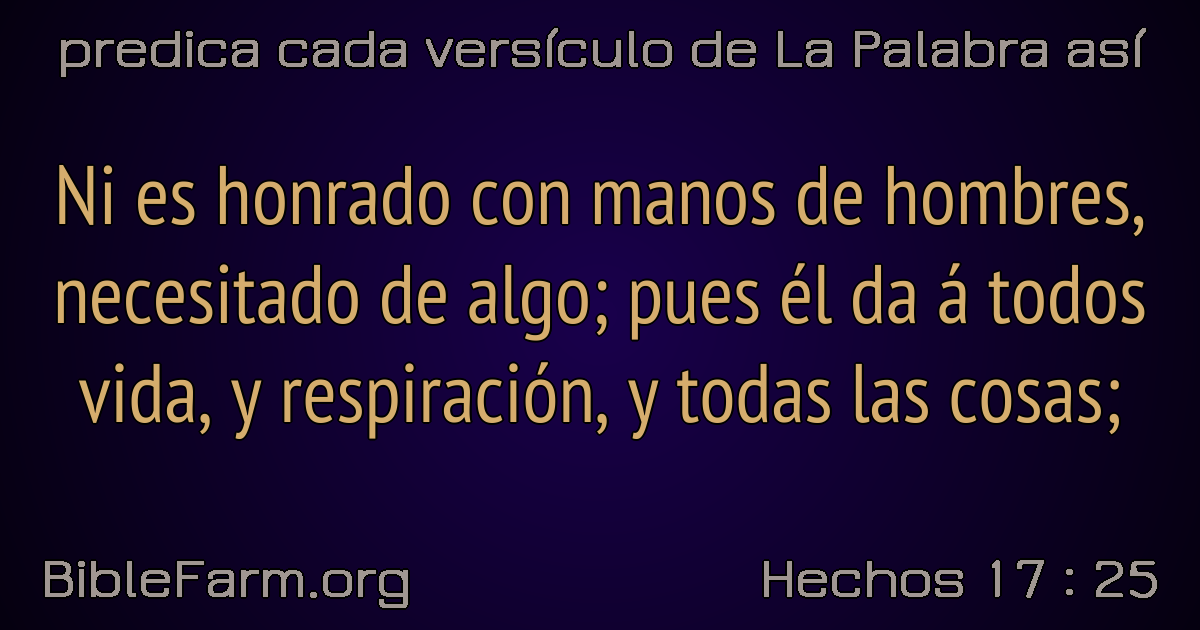 predica cada versículo de La Palabra así
Ni es honrado con manos de hombres,
necesitado de algo; pues él da á todos
vida, y respiración, y todas las cosas;
BibleFarm.org
Hechos 17 : 25